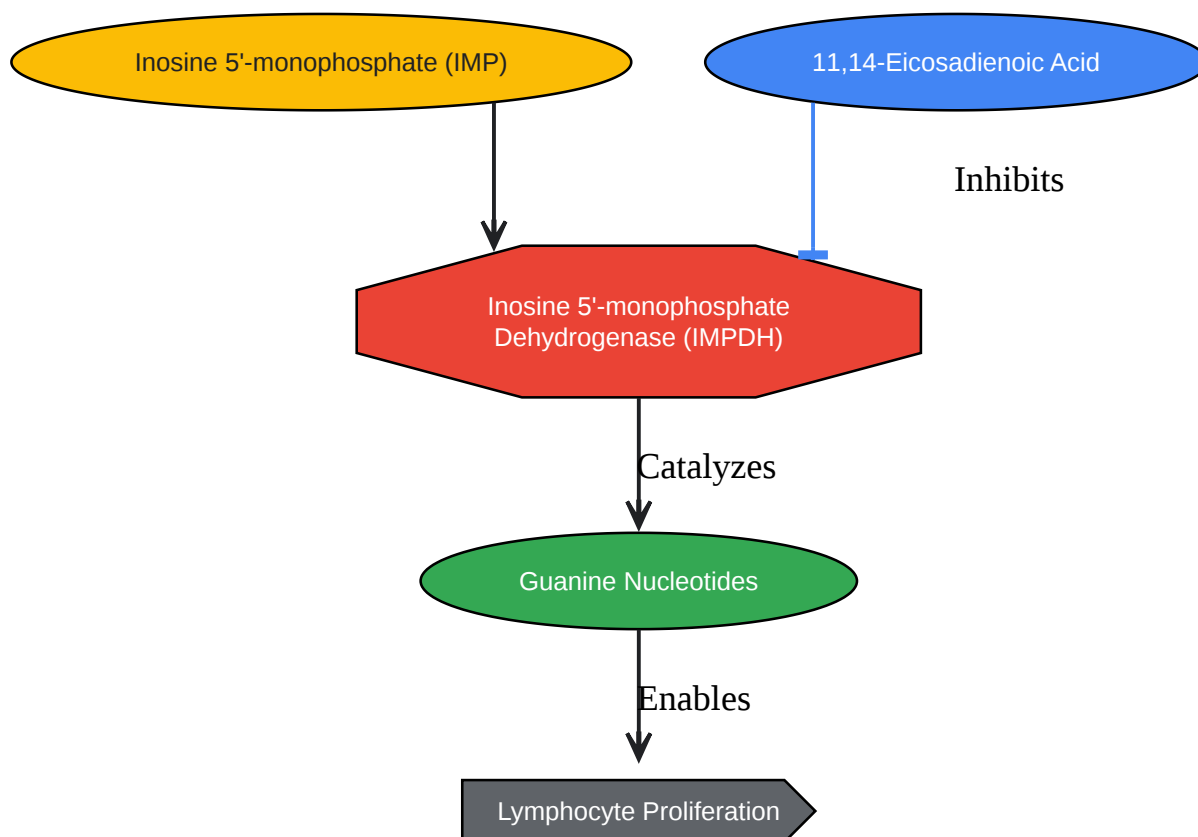 Inosine 5'-monophosphate (IMP)
11,14-Eicosadienoic Acid
Inhibits
Inosine 5'-monophosphate
Dehydrogenase (IMPDH)
Catalyzes
Guanine Nucleotides
Enables
Lymphocyte Proliferation